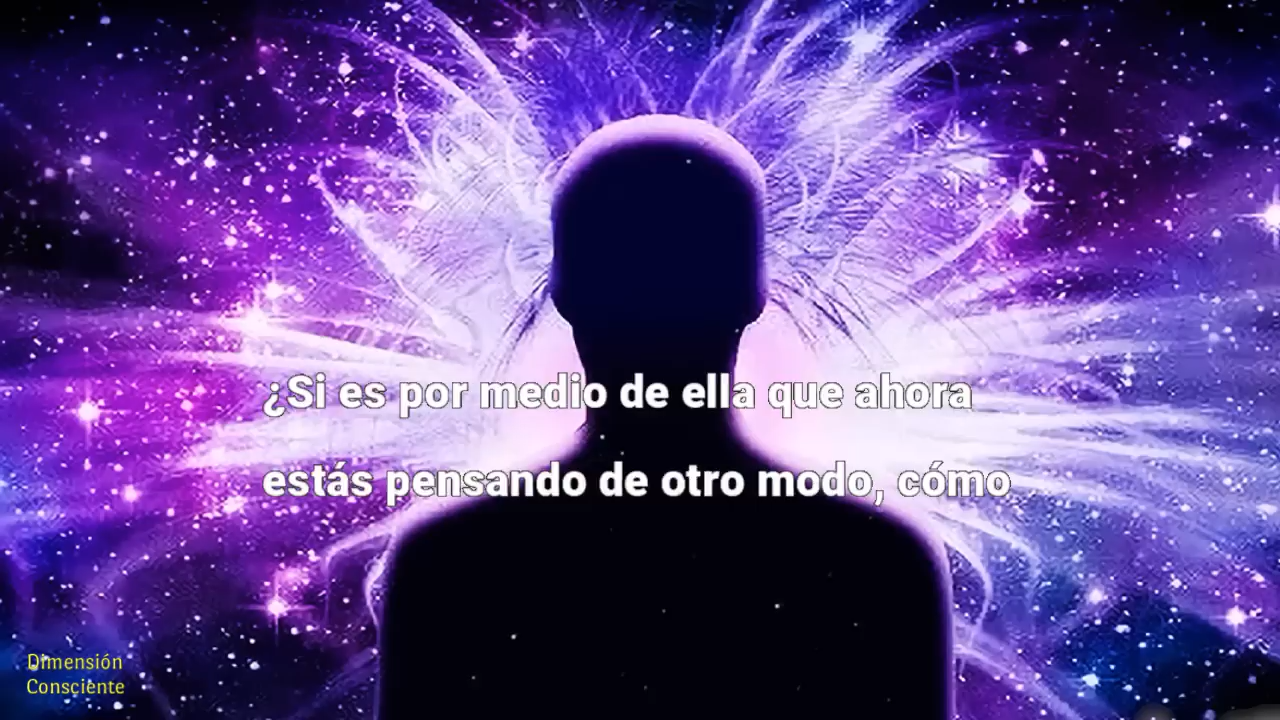 ¿Si es por medio de ella que ahora
estás pensando de otro modo, cómo
Dimensión
Consciente